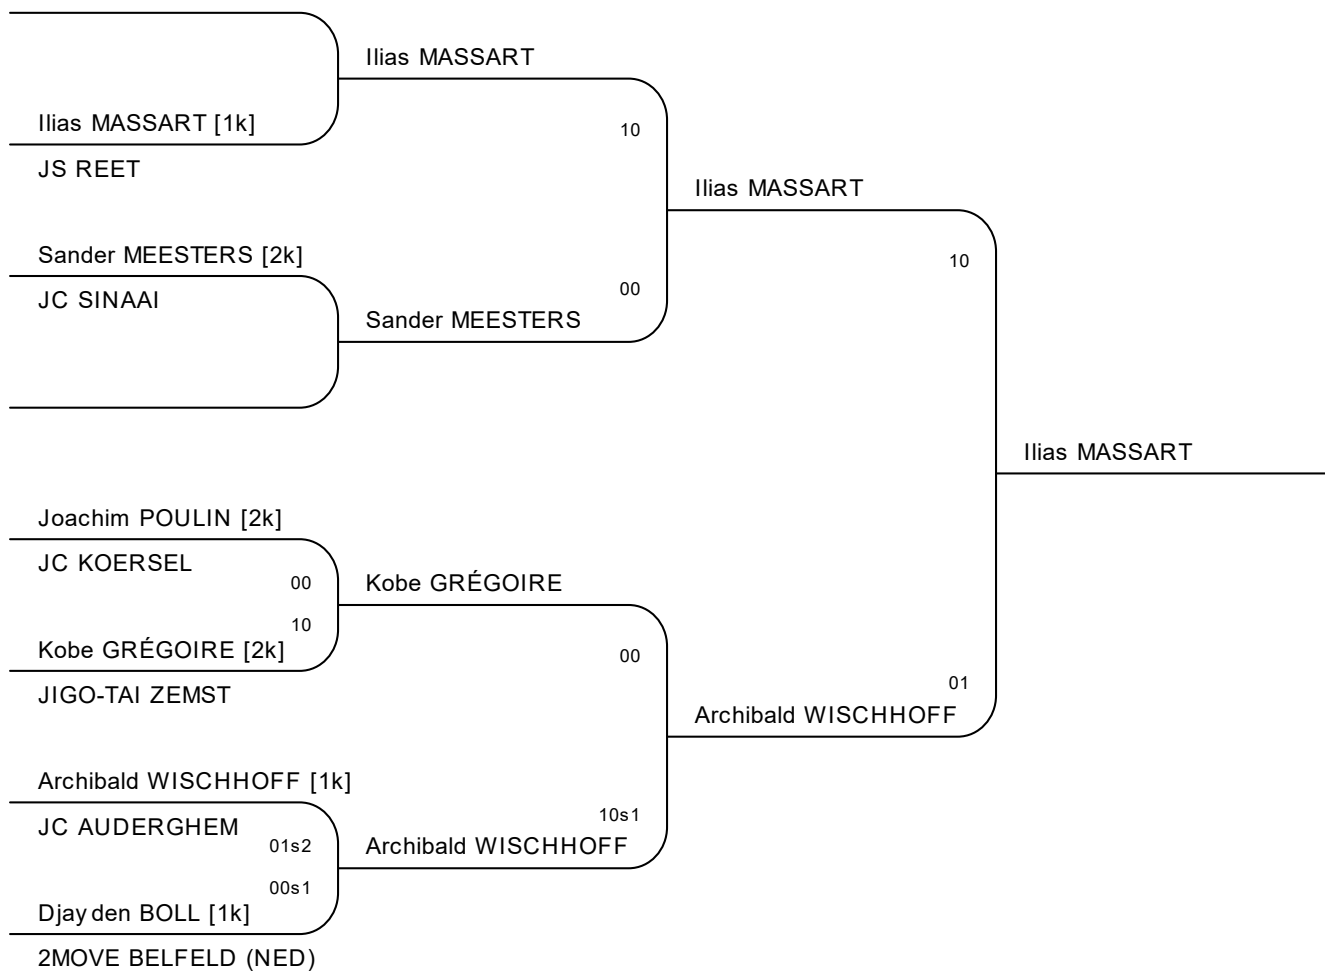 Ilias MASSART
Ilias MASSART [1k]
10
JS REET
Ilias MASSART
Sander MEESTERS [2k]
10
00
JC SINAAI
Sander MEESTERS
Ilias MASSART
Joachim POULIN [2k]
JC KOERSEL
00
Kobe GRÉGOIRE
10
Kobe GRÉGOIRE [2k]
00
JIGO-TAI ZEMST
01
Archibald WISCHHOFF
Archibald WISCHHOFF [1k]
10s1
JC AUDERGHEM
01s2
Archibald WISCHHOFF
00s1
Djayden BOLL [1k]
2MOVE BELFELD (NED)